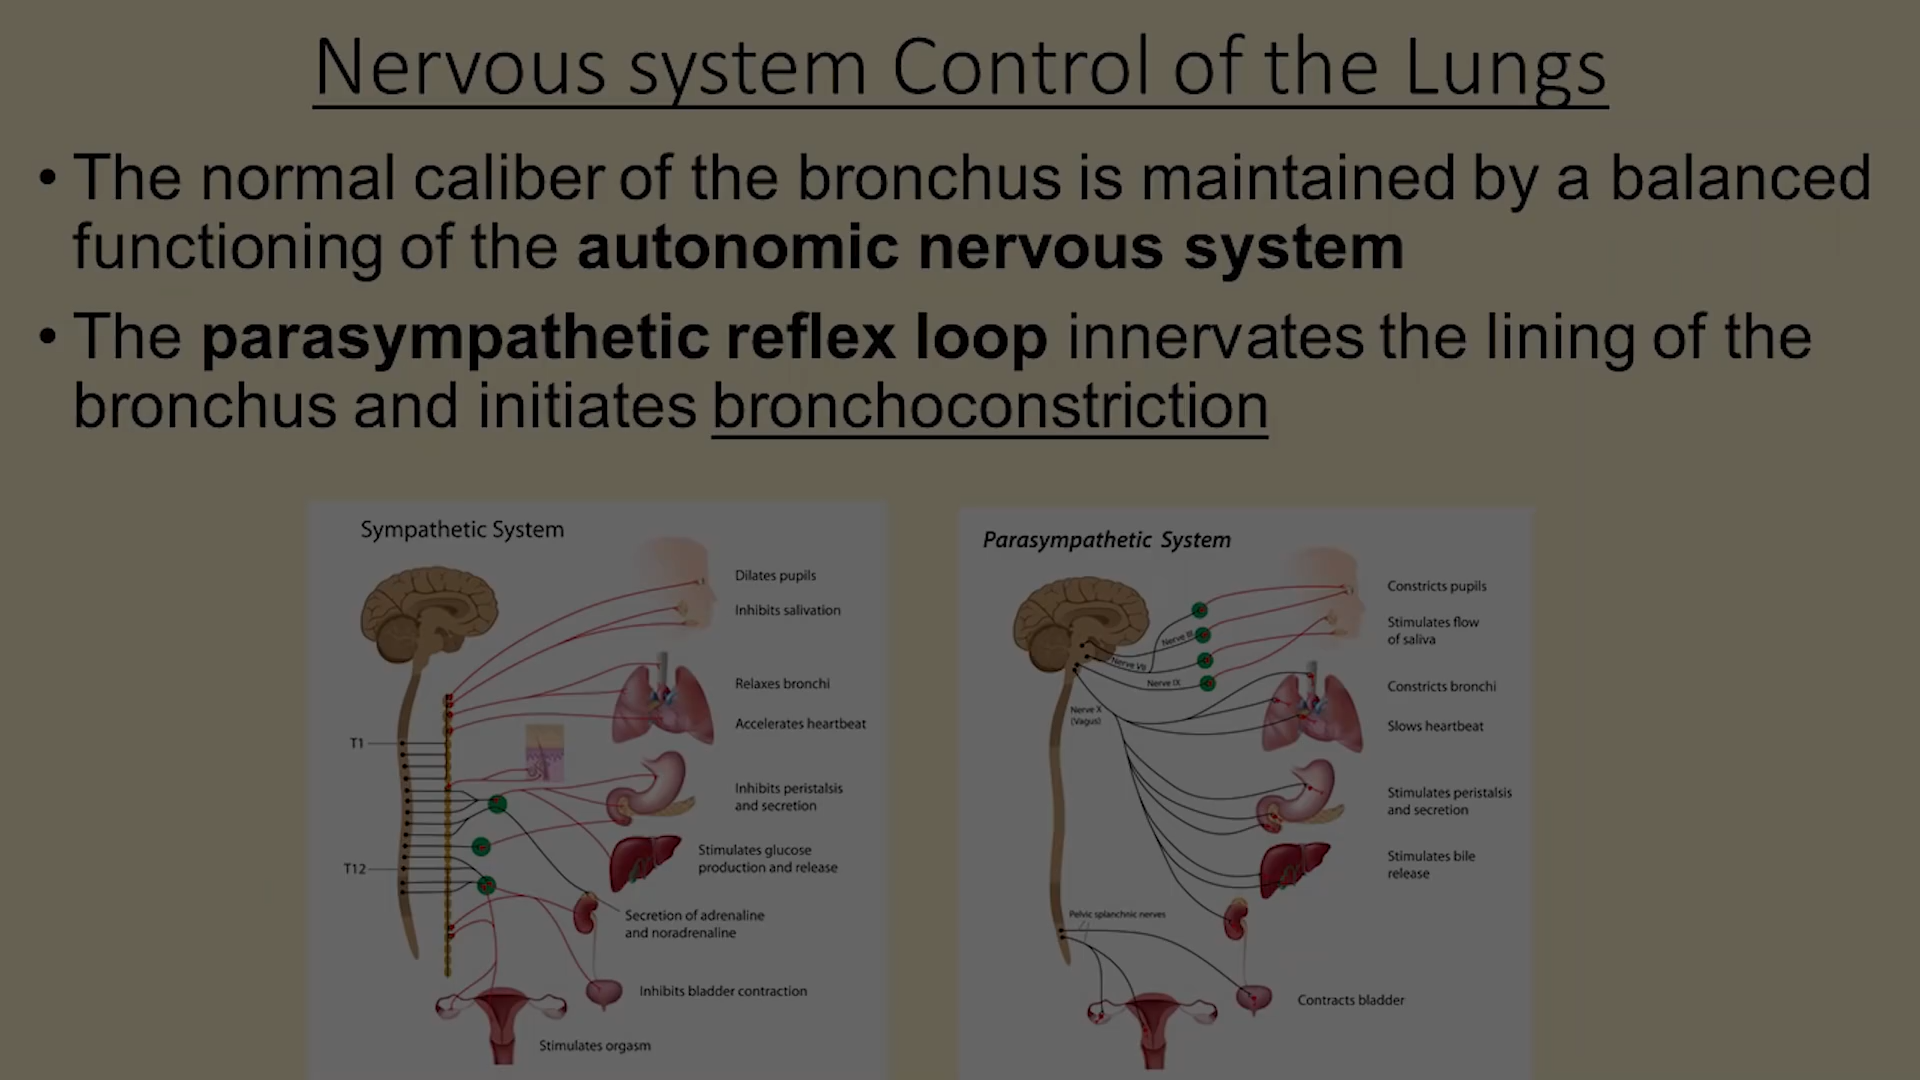 Nervous system Control of the Lungs
• The normal caliber of the bronchus is maintained by a balanced
functioning of the autonomic nervous system
• The parasympathetic reflex loop innervates the lining of the
bronchus and initiates bronchoconstriction
Sympathetic System
Dilates pupils
Inhibits salivation
Relaxes bronchi
Accelerates heartbeat
T1
Inhibits peristalsis
and secretion
Stimulates glucose
production and release
T12
Secretion of adrenaline
and noradrenaline
Inhibits bladder contraction
Stimulates orgasm
Parasympathetic System
Constricts pupils
Stimulates flow
of saliva
Nerve III
Nerve VII
Nerve IX
Constricts bronchi
Nerve X
(Vagus)
Slows heartbeat
Stimulates peristalsis
and secretion
Stimulates bile
release
Pelvic splanchnic nerves
Contracts bladder